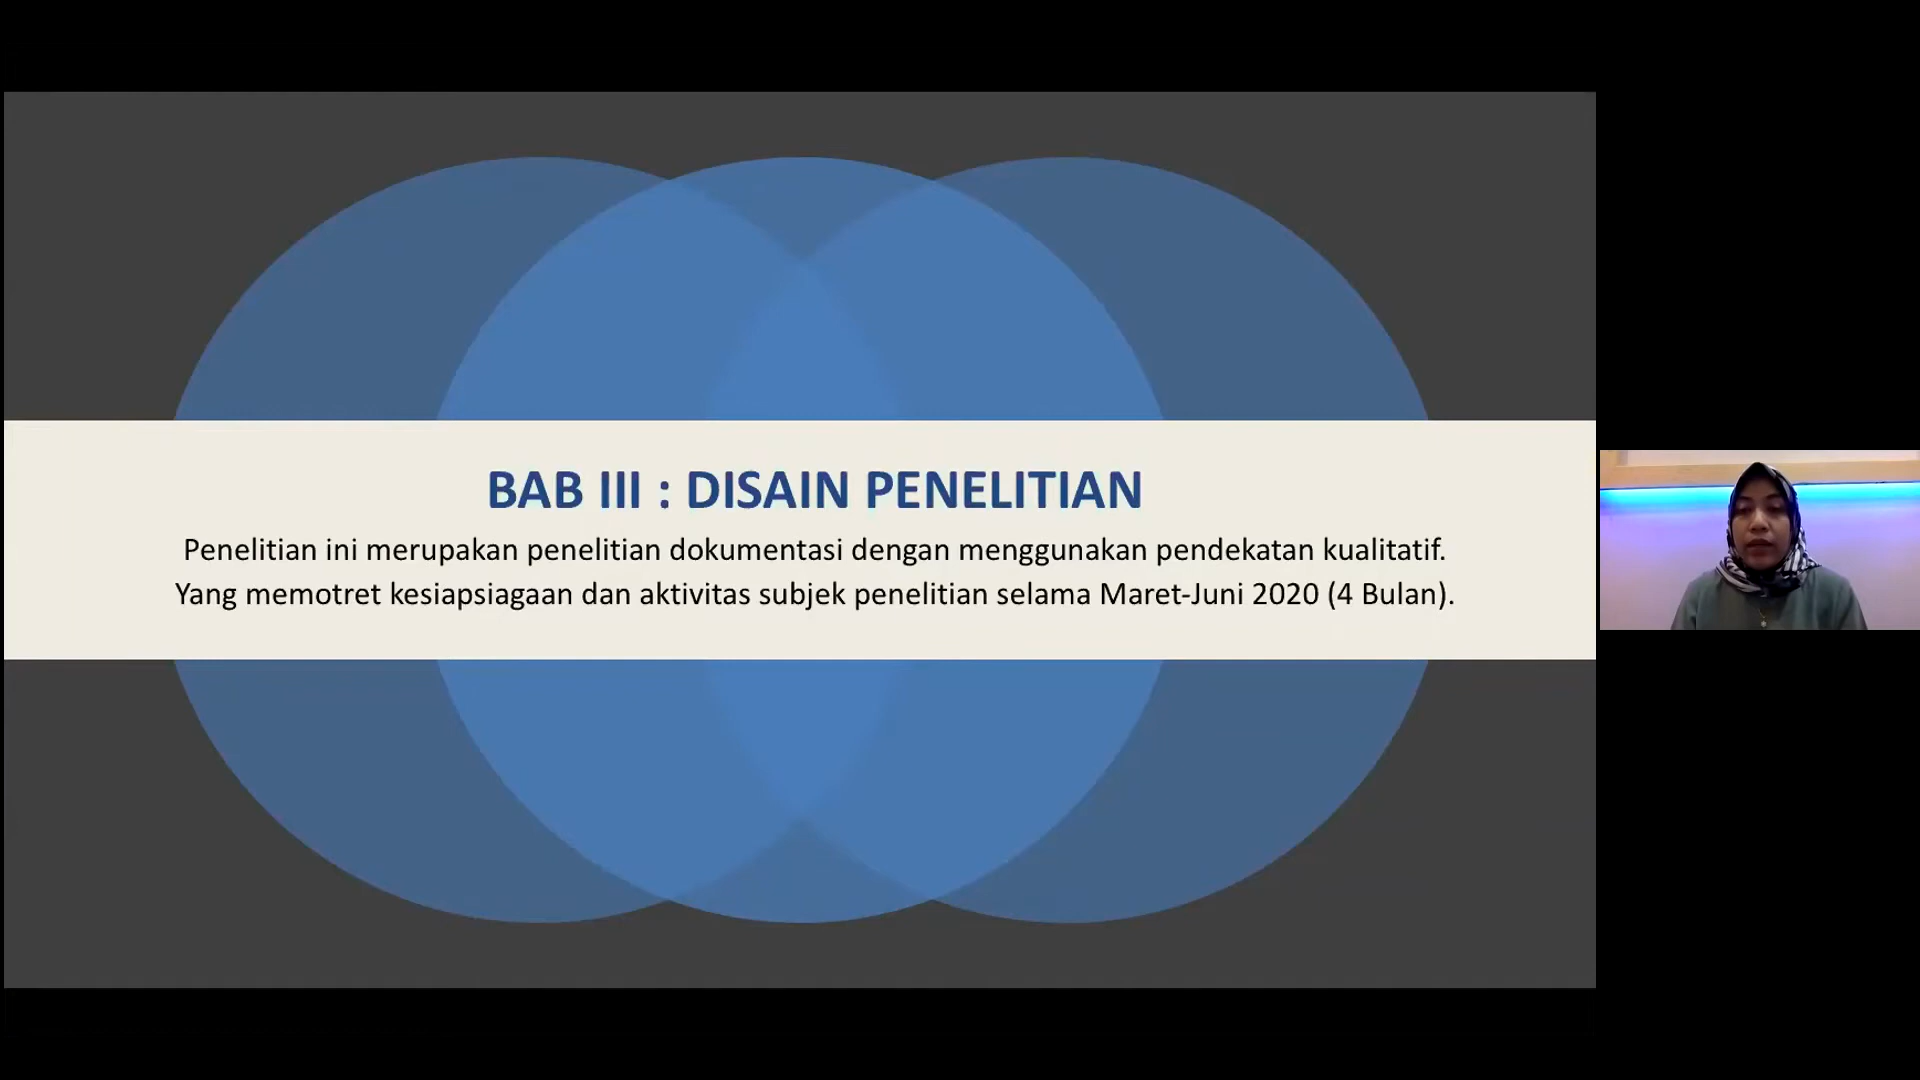 BAB III : DISAIN PENELITIAN
Penelitian ini merupakan penelitian dokumentasi dengan menggunakan pendekatan kualitatif.
Yang memotret kesiapsiagaan dan aktivitas subjek penelitian selama Maret-Juni 2020 (4 Bulan).